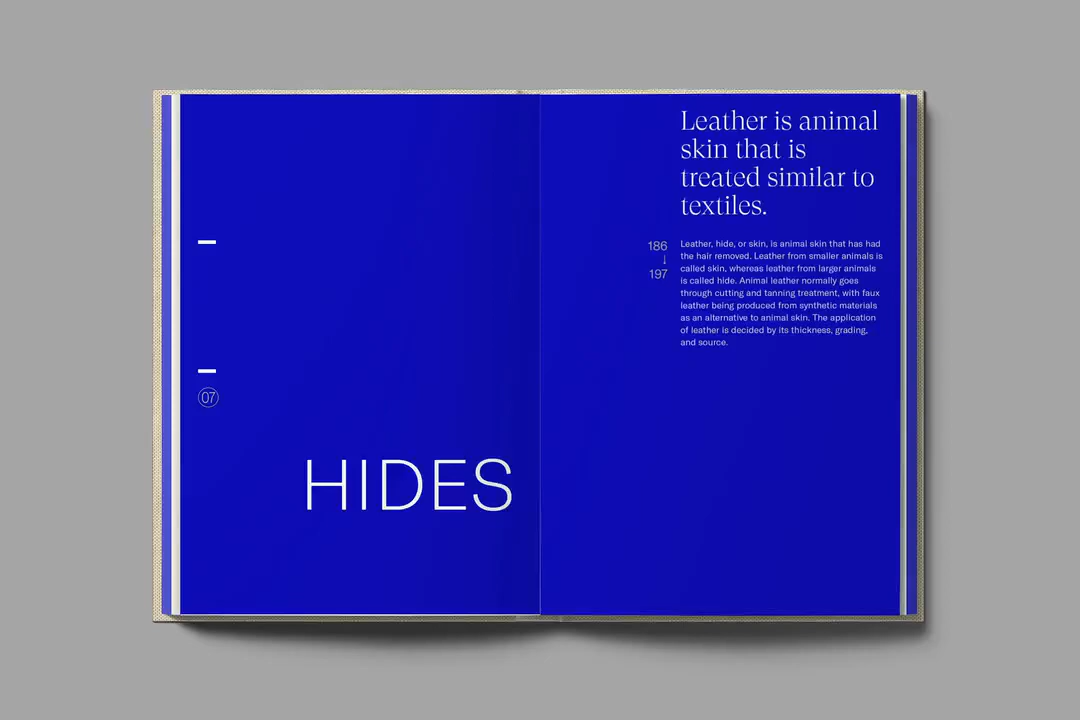 07
HIDES
Leather is animal
skin that is
treated similar to
textiles.
186
↓
197
Leather, hide, or skin, is animal skin that has had
the hair removed. Leather from smaller animals is
called skin, whereas leather from larger animals
is called hide. Animal leather normally goes
through cutting and tanning treatment, with faux
leather being produced from synthetic materials
as an alternative to animal skin. The application
of leather is decided by its thickness, grading,
and source.